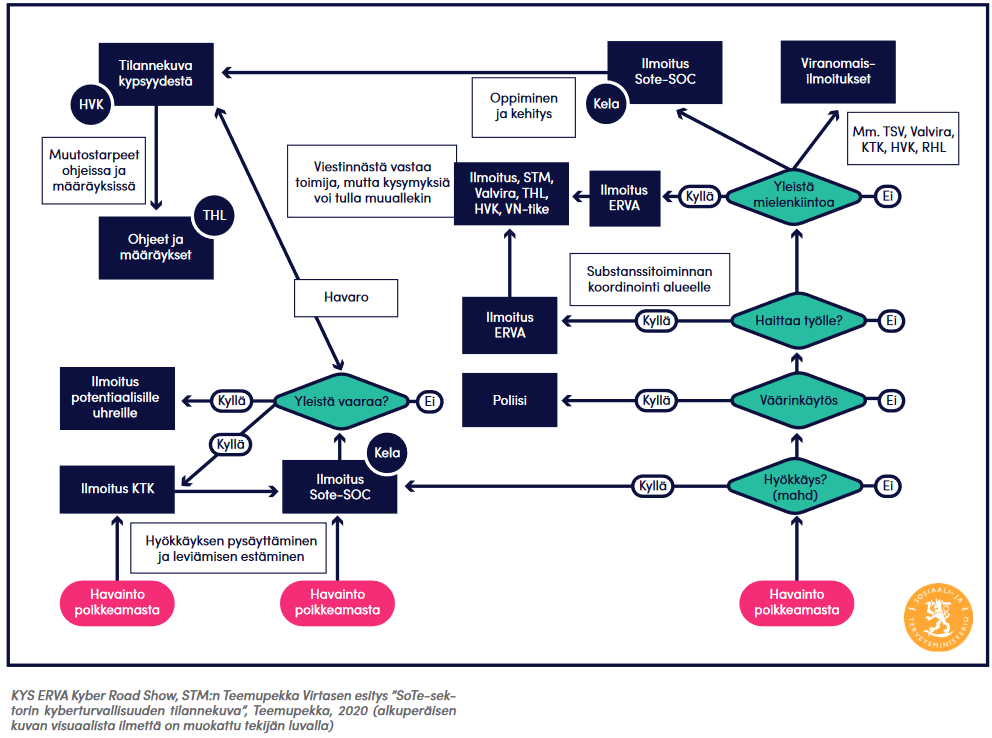 Tilannekuva
kypsyydestä
HVK
Muutostarpeet
ohjeissa ja
määräyksissä
THL
Ohjeet ja
määräykset
Ilmoitus
Sote-SOC
Kela
Oppiminen
ja kehitys
Viranomais-
ilmoitukset
Mm. TSV, Valvira,
KTK, HVK, RHL
Viestinnästä vastaa
toimija, mutta kysymyksiä
voi tulla muuallekin
Ilmoitus, STM,
Valvira, THL,
HVK, VN-tike
Ilmoitus
ERVA
Kyllä
Yleistä
mielenkiintoa
Ei
Substanssitoiminnan
koordinointi alueelle
Havaro
Ilmoitus
ERVA
Kyllä
Haittaa työlle?
Ei
Ilmoitus
potentiaalisille
uhreille
Kyllä
Yleistä vaaraa?
Ei
Poliisi
Kyllä
Väärinkäytös
Ei
Kyllä
Kela
Ilmoitus KTK
Ilmoitus
Sote-SOC
Kyllä
Hyökkäys?
(mahd)
Ei
Hyökkäyksen pysäyttäminen
ja leviämisen estäminen
Havainto
poikkeamasta
Havainto
poikkeamasta
Havainto
poikkeamasta
SOSIAALI- JA
TERVEYSMINISTERIÖ
KYS ERVA Kyber Road Show, STM:n Teemupekka Virtasen esitys "SoTe-sek-
torin kyberturvallisuuden tilannekuva", Teemupekka, 2020 (alkuperäisen
kuvan visuaalista ilmettä on muokattu tekijän luvalla)